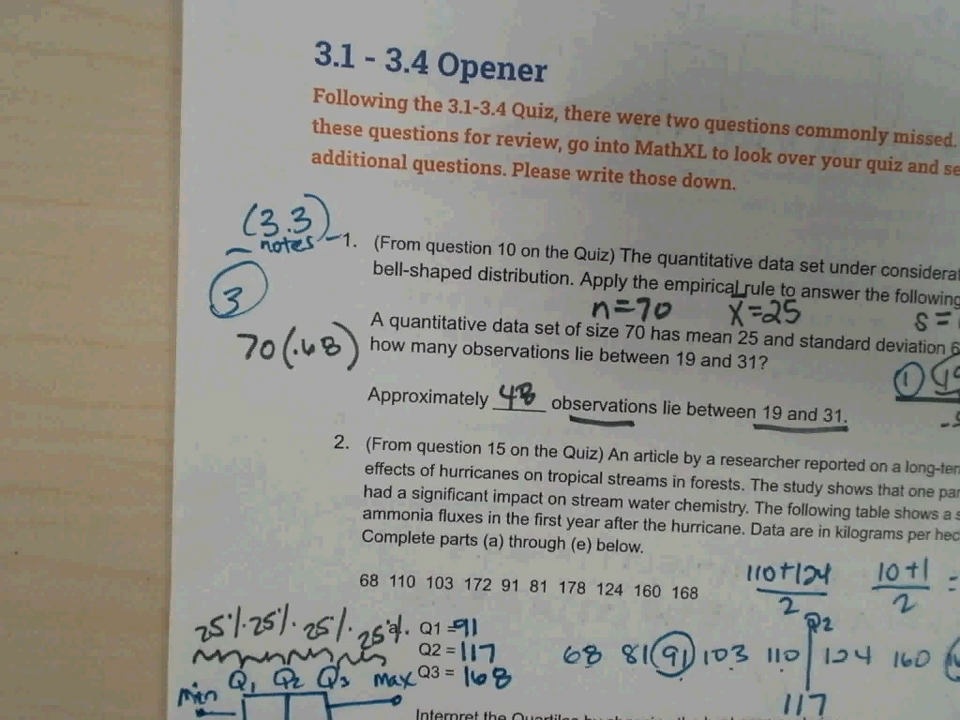 3.1 - 3.4 Opener
Following the 3.1-3.4 Quiz, there were two questions commonly missed.
these questions for review, go into MathXL to look over your quiz and se
additional questions. Please write those down.
(3.3)
notes
3
1. (From question 10 on the Quiz) The quantitative data set under considerat
bell-shaped distribution. Apply the empirical rule to answer the following
n=70 x=25 s=
A quantitative data set of size 70 has mean 25 and standard deviation 6
70(.68)
how many observations lie between 19 and 31?
1
Approximately 48 observations lie between 19 and 31.
2. (From question 15 on the Quiz) An article by a researcher reported on a long-ter
effects of hurricanes on tropical streams in forests. The study shows that one par
had a significant impact on stream water chemistry. The following table shows a s
ammonia fluxes in the first year after the hurricane. Data are in kilograms per hec
Complete parts (a) through (e) below.
68 110 103 172 91 81 178 124 160 168
110+124
2
10+1
2
=
25% 25% 25% 25%
a. Q1 =91
Q2 = 117
Q3 = 168
Q2
68 81 91 103 110 124 160
117
min Q1 Q2 Q3 max
Interpret the Quartiles